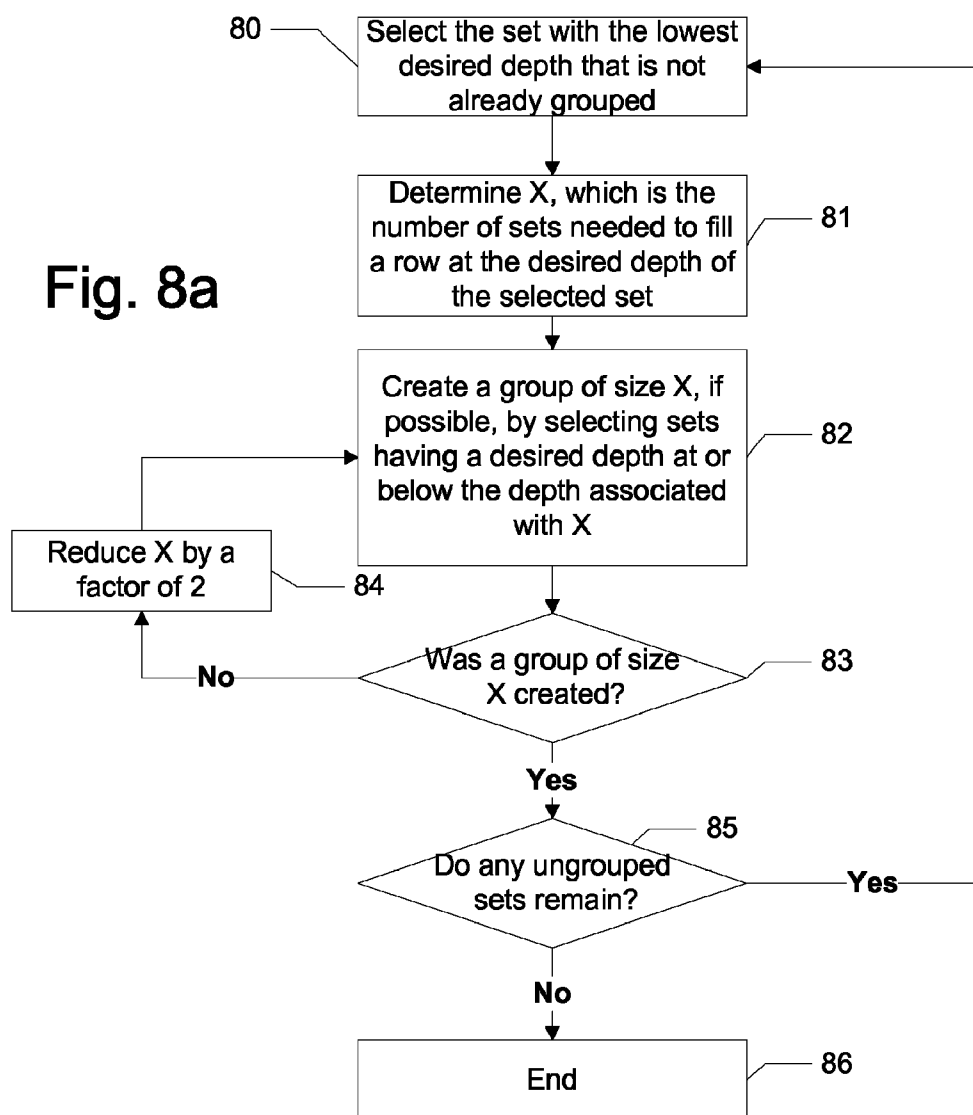 80
Select the set with the lowest
desired depth that is not
already grouped
Determine X, which is the
number of sets needed to fill
a row at the desired depth of
the selected set
81
Fig. 8a
Create a group of size X, if
possible, by selecting sets
having a desired depth at or
below the depth associated
with X
82
Reduce X by a
factor of 2
84
Was a group of size
X created?
83
No
Yes
85
Do any ungrouped
sets remain?
Yes
No
End
86